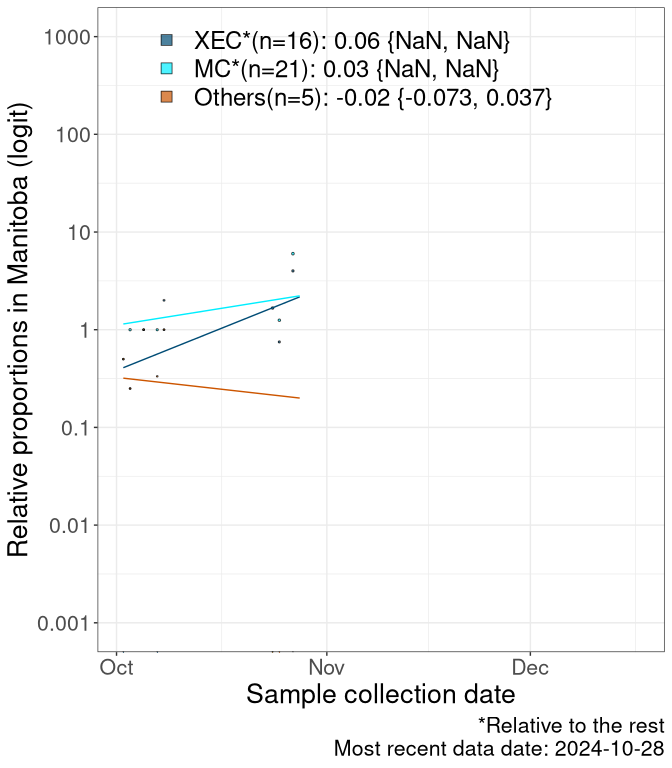 XEC*(n=16): 0.06 {NaN, NaN}
MC*(n=21): 0.03 {NaN, NaN}
Others(n=5): -0.02 {-0.073, 0.037}
Relative proportions in Manitoba (logit)
1000
100
10
1
0.1
0.01
0.001
Oct
Nov
Dec
Sample collection date
*Relative to the rest
Most recent data date: 2024-10-28